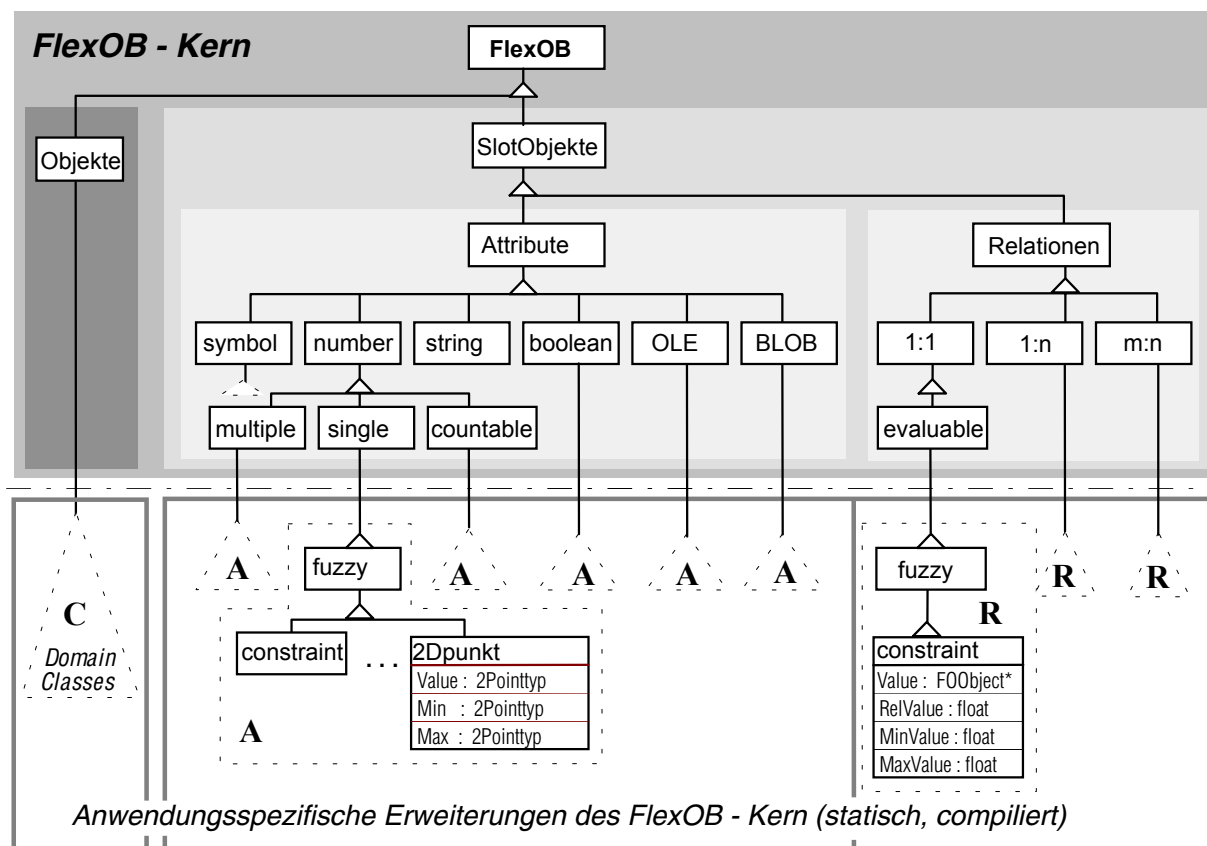 FlexOB - Kern
FlexOB
Objekte
SlotObjekte
Attribute
Relationen
symbol
number
string
boolean
OLE
BLOB
1:1
1:n
m:n
multiple
single
countable
evaluable
A
fuzzy
A
A
A
A
fuzzy
R
R
C
Domain
Classes
constraint
...
2Dpunkt
Value : 2Pointtyp
Min : 2Pointtyp
Max : 2Pointtyp
A
R
constraint
Value : FOObject*
RelValue : float
MinValue : float
MaxValue : float
Anwendungsspezifische Erweiterungen des FlexOB - Kern (statisch, compiliert)